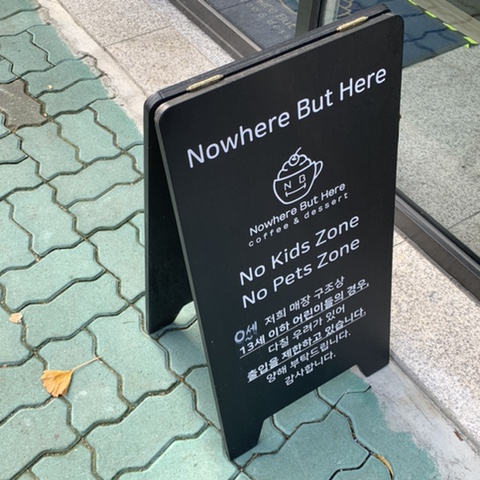 Nowhere But Here
N B
H
Nowhere But Here
coffee & dessert
No Kids Zone
No Pets Zone
저희 매장 구조상
0세
13세 이하 어린이들의 경우,
다칠 우려가 있어
출입을 제한하고 있습니다.
양해 부탁드립니다.
감사합니다.